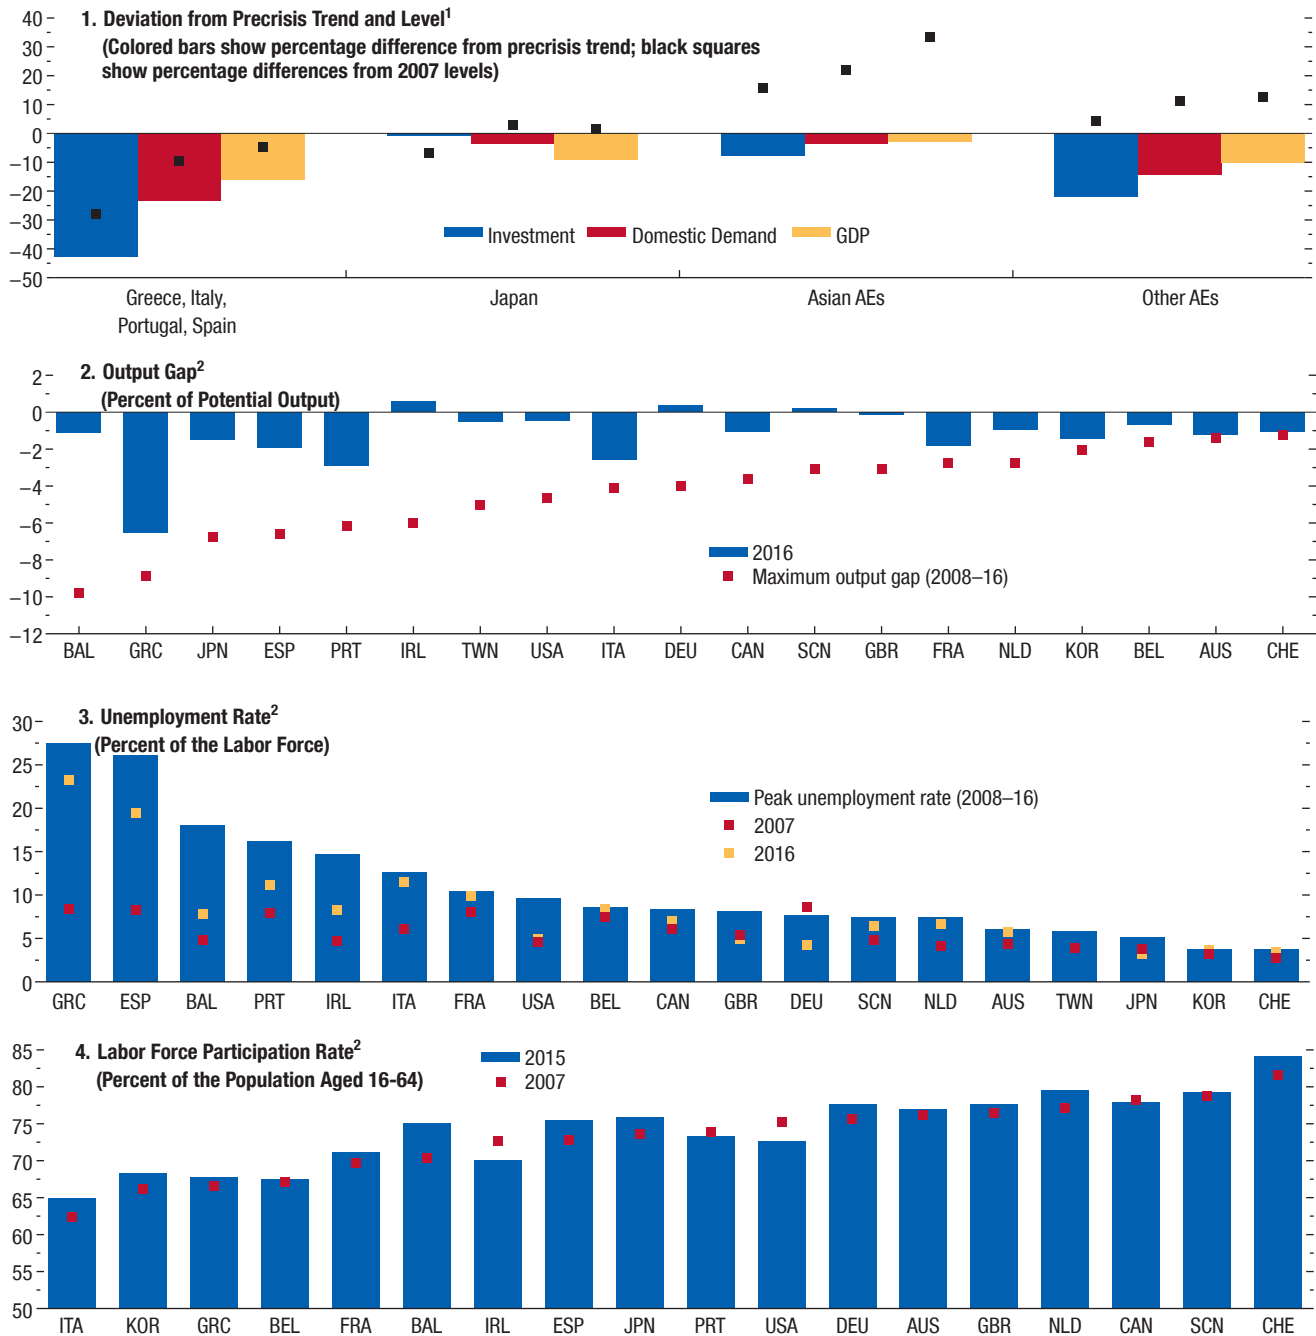 1. Deviation from Precrisis Trend and Level1
(Colored bars show percentage difference from precrisis trend; black squares
show percentage differences from 2007 levels)
40
30
20
10
0
–10
–20
–30
–40
–50
Investment Domestic Demand GDP
Greece, Italy,
Portugal, Spain
Japan
Asian AEs
Other AEs
2. Output Gap2
(Percent of Potential Output)
2
0
–2
–4
–6
–8
–10
–12
2016
Maximum output gap (2008–16)
BAL GRC JPN ESP PRT IRL TWN USA ITA DEU CAN SCN GBR FRA NLD KOR BEL AUS CHE
3. Unemployment Rate2
(Percent of the Labor Force)
30
25
20
15
10
5
0
Peak unemployment rate (2008–16)
2007
2016
GRC ESP BAL PRT IRL ITA FRA USA BEL CAN GBR DEU SCN NLD AUS TWN JPN KOR CHE
4. Labor Force Participation Rate2
(Percent of the Population Aged 16-64)
2015
2007
85
80
75
70
65
60
55
50
ITA KOR GRC BEL FRA BAL IRL ESP JPN PRT USA DEU AUS GBR NLD CAN SCN CHE